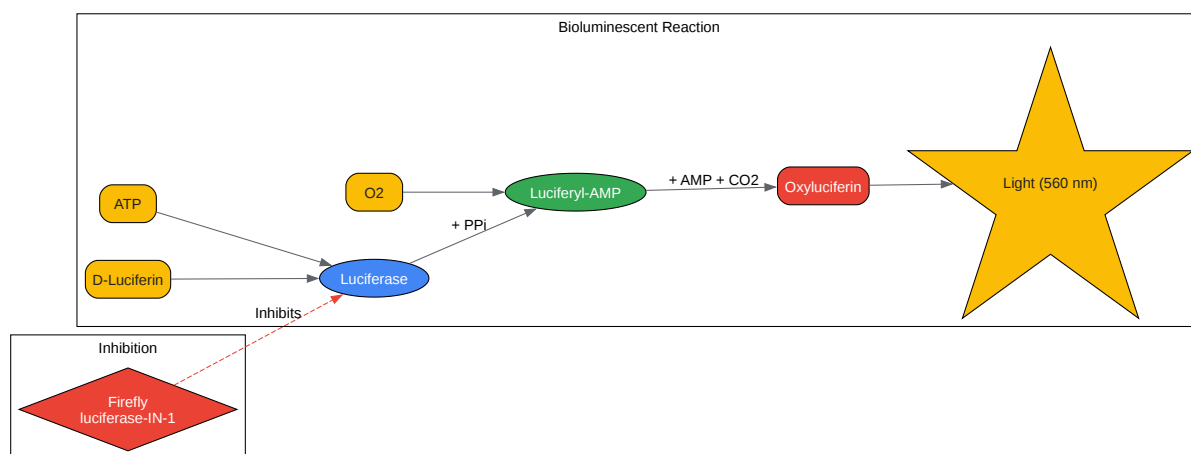 Bioluminescent Reaction
ATP
D-Luciferin
O2
Luciferase
+ PPi
Luciferyl-AMP
+ AMP + CO2
Oxyluciferin
Light (560 nm)
Inhibits
Inhibition
Firefly
luciferase-IN-1